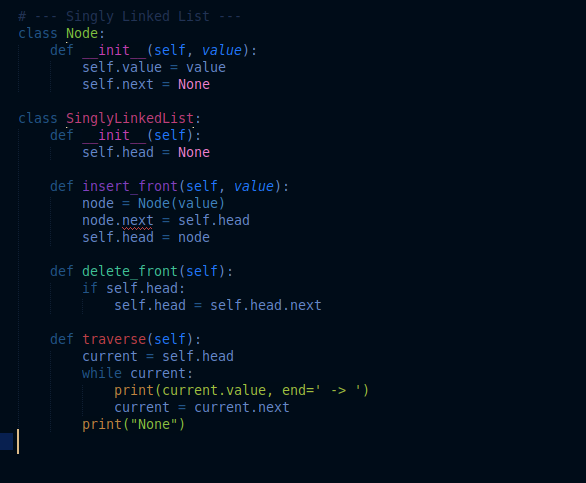 # --- Singly Linked List ---
class Node:
    def __init__(self, value):
        self.value = value
        self.next = None

class SinglyLinkedList:
    def __init__(self):
        self.head = None

    def insert_front(self, value):
        node = Node(value)
        node.next = self.head
        self.head = node

    def delete_front(self):
        if self.head:
            self.head = self.head.next

    def traverse(self):
        current = self.head
        while current:
            print(current.value, end=' -> ')
            current = current.next
        print("None")